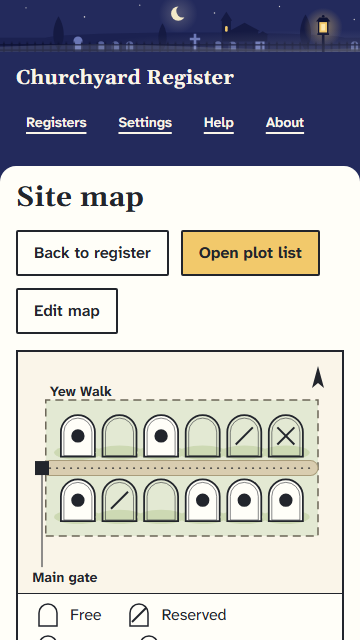 Churchyard Register
Registers Settings Help About
Site map
Back to register Open plot list
Edit map
Yew Walk
Main gate
Free Reserved